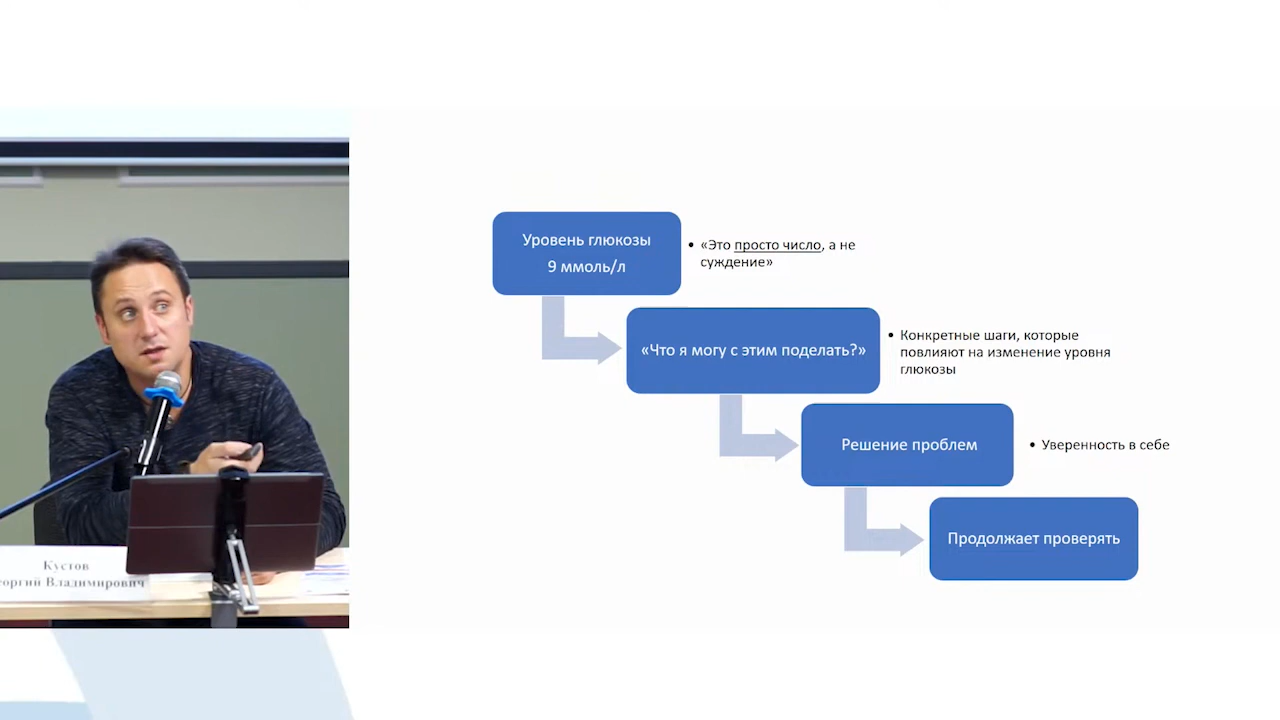 Уровень глюкозы
9 ммоль/л
• «Это просто число, а не
суждение»
«Что я могу с этим поделать?»
• Конкретные шаги, которые
повлияют на изменение уровня
глюкозы
Решение проблем
• Уверенность в себе
Продолжает проверять
Кустов
Владимирович